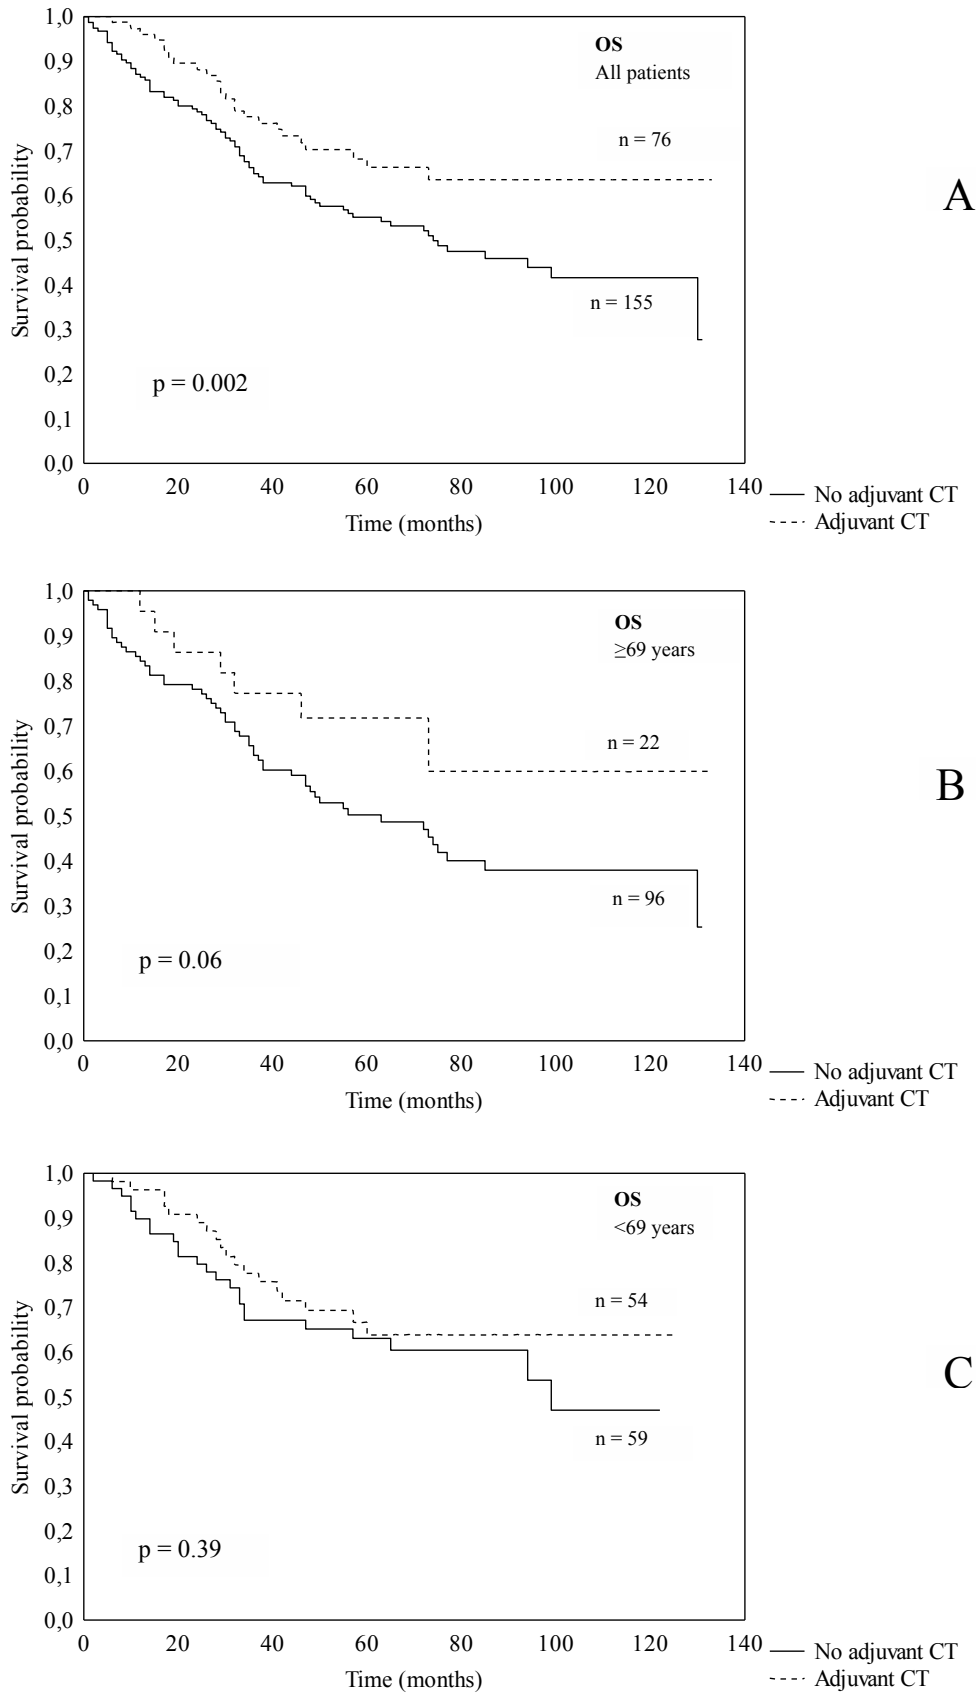 1,0
0,9
0,8
0,7
0,6
0,5
0,4
0,3
0,2
0,1
0,0
Survival probability
OS
All patients
n = 76
n = 155
p = 0.002
A
0 20 40 60 80 100 120 140
Time (months)
No adjuvant CT
Adjuvant CT
1,0
0,9
0,8
0,7
0,6
0,5
0,4
0,3
0,2
0,1
0,0
Survival probability
OS
≥69 years
n = 22
n = 96
p = 0.06
B
0 20 40 60 80 100 120 140
Time (months)
No adjuvant CT
Adjuvant CT
1,0
0,9
0,8
0,7
0,6
0,5
0,4
0,3
0,2
0,1
0,0
Survival probability
OS
<69 years
n = 54
n = 59
p = 0.39
C
0 20 40 60 80 100 120 140
Time (months)
No adjuvant CT
Adjuvant CT